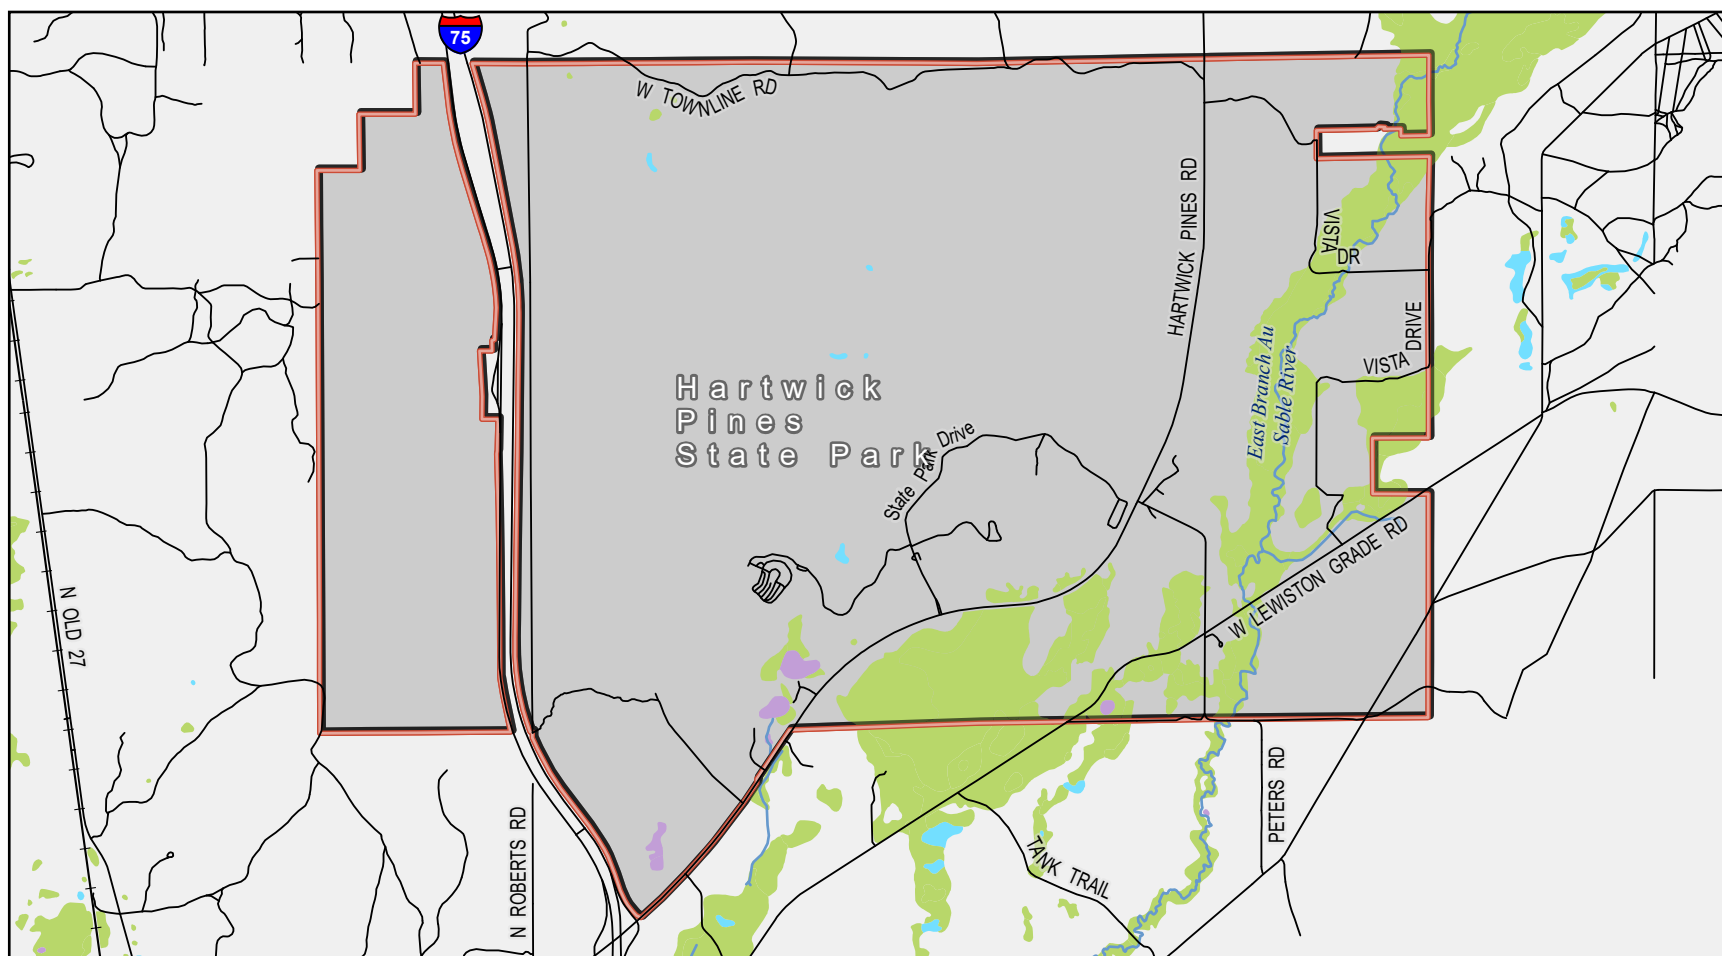 75
W TOWNLINE RD
HARTWICK PINES RD
VISTA
DR
VISTA
DRIVE
East Branch Au
Sable River
Hartwick
Pines
State Park
State Park Drive
W LEWISTON GRADE RD
N OLD 27
N ROBERTS RD
PETERS RD
TANK TRAIL